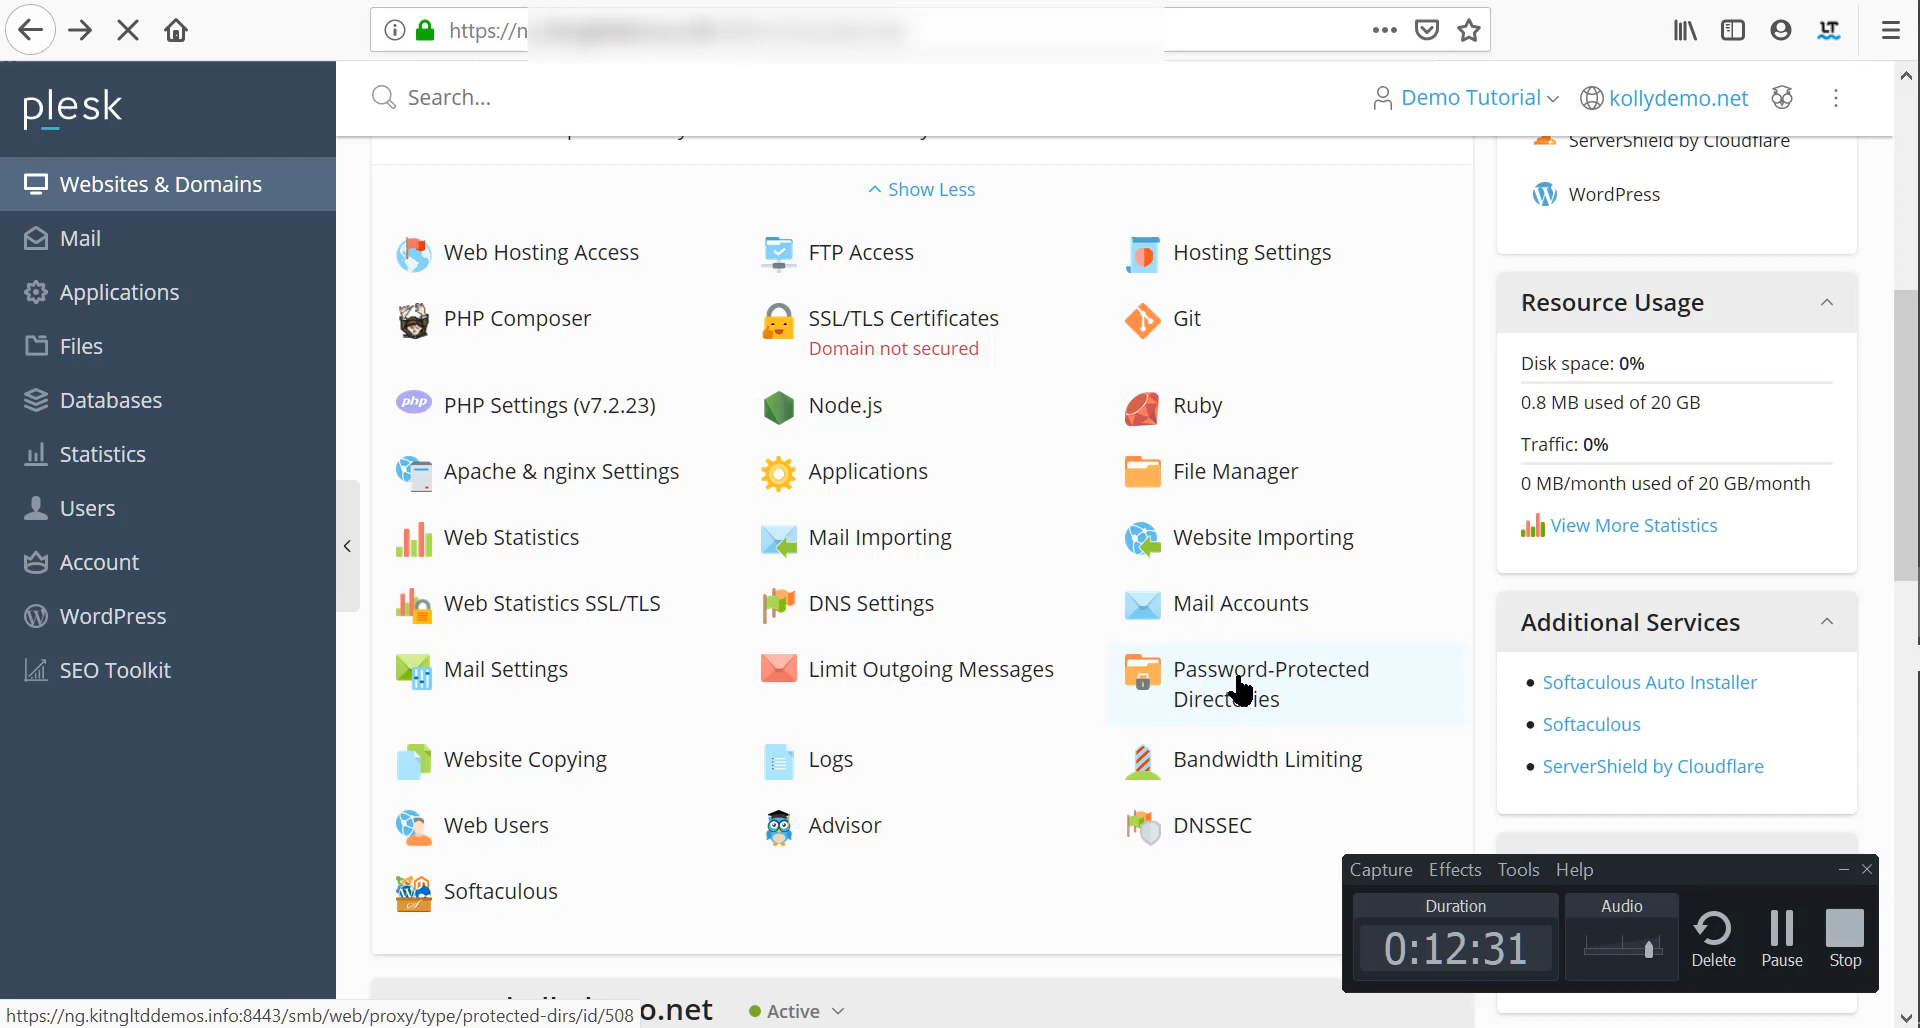 https://n
plesk
Search...
Demo Tutorial
kollydemo.net
Websites & Domains
Mail
Applications
Files
Databases
Statistics
Users
Account
WordPress
SEO Toolkit
Show Less
Web Hosting Access
FTP Access
Hosting Settings
PHP Composer
SSL/TLS Certificates
Domain not secured
Git
php
PHP Settings (v7.2.23)
Node.js
Ruby
Apache & nginx Settings
Applications
File Manager
Web Statistics
Mail Importing
Website Importing
Web Statistics SSL/TLS
DNS Settings
Mail Accounts
Mail Settings
Limit Outgoing Messages
Password-Protected
Directories
Website Copying
Logs
Bandwidth Limiting
Web Users
Advisor
DNSSEC
Softaculous
ServerShield by Cloudflare
WordPress
Resource Usage
Disk space: 0%
0.8 MB used of 20 GB
Traffic: 0%
0 MB/month used of 20 GB/month
View More Statistics
Additional Services
Softaculous Auto Installer
Softaculous
ServerShield by Cloudflare
Capture Effects Tools Help
Duration
0:12:31
Audio
Delete
Pause
Stop
o.net
Active
https://ng.kitngltddemos.info:8443/smb/web/proxy/type/protected-dirs/id/508